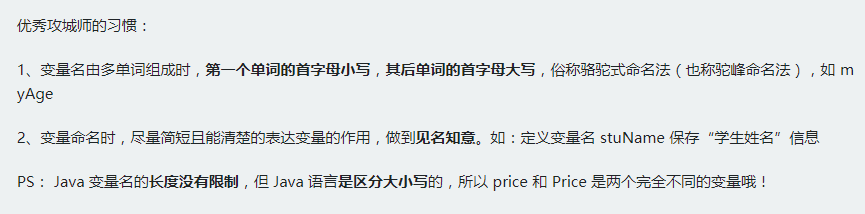 优秀攻城师的习惯：
1、变量名由多单词组成时，第一个单词的首字母小写，其后单词的首字母大写，俗称骆驼式命名法（也称驼峰命名法），如 m
yAge
2、变量命名时，尽量简短且能清楚的表达变量的作用，做到见名知意。如：定义变量名 stuName 保存“学生姓名”信息
PS： Java 变量名的长度没有限制，但 Java 语言是区分大小写的，所以 price 和 Price 是两个完全不同的变量哦！